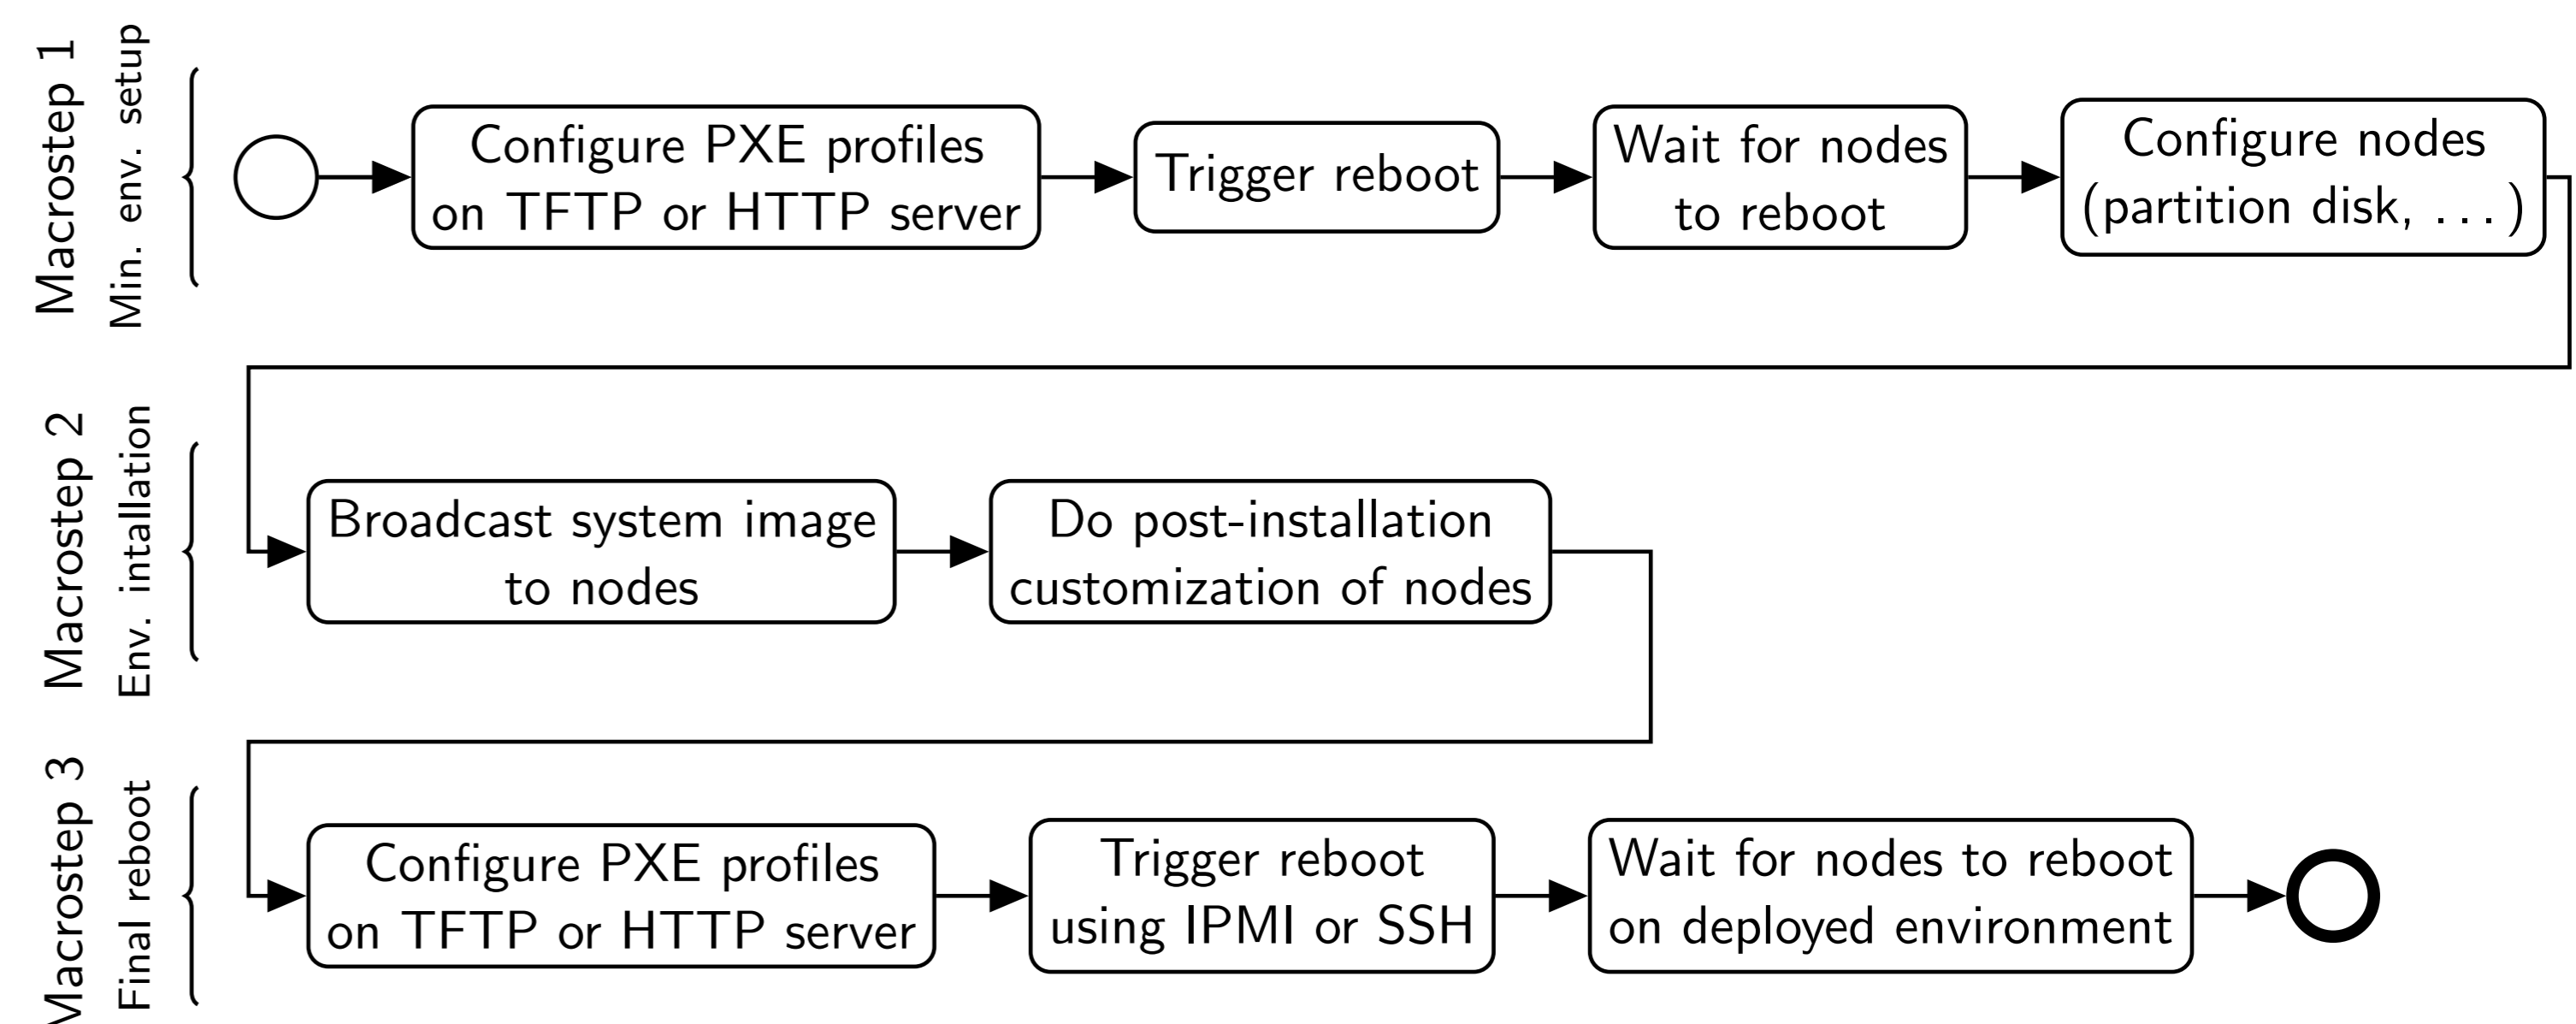 Macrostep 1
Min. env. setup
Configure PXE profiles
on TFTP or HTTP server
Trigger reboot
Wait for nodes
to reboot
Configure nodes
(partition disk, ...)
Macrostep 2
Env. intallation
Broadcast system image
to nodes
Do post-installation
customization of nodes
Macrostep 3
Final reboot
Configure PXE profiles
on TFTP or HTTP server
Trigger reboot
using IPMI or SSH
Wait for nodes to reboot
on deployed environment